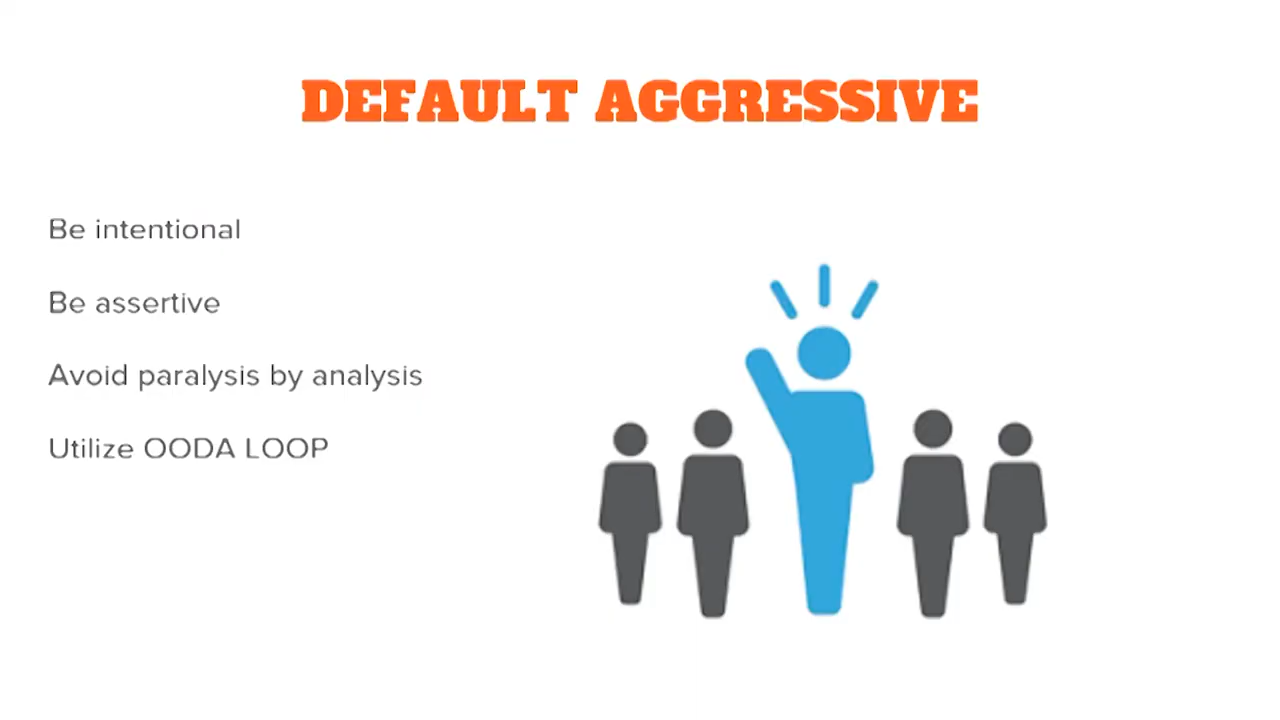 DEFAULT AGGRESSIVE
Be intentional
Be assertive
Avoid paralysis by analysis
Utilize OODA LOOP